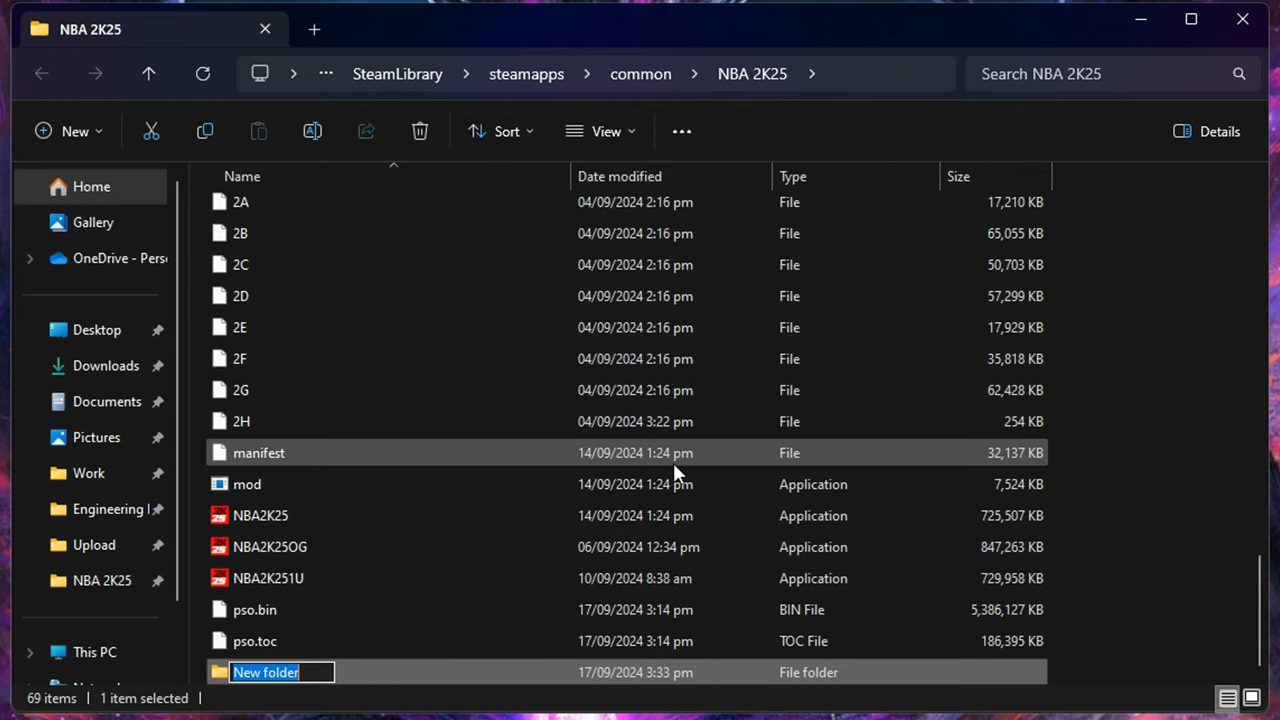 NBA 2K25
SteamLibrary steamapps common NBA 2K25 Search NBA 2K25
New Sort View Details
Name Date modified Type Size
Home
Gallery
OneDrive - Pers
Desktop
Downloads
Documents
Pictures
Work
Engineering
Upload
NBA 2K25
This PC
2A 04/09/2024 2:16 pm File 17,210 KB
2B 04/09/2024 2:16 pm File 65,055 KB
2C 04/09/2024 2:16 pm File 50,703 KB
2D 04/09/2024 2:16 pm File 57,299 KB
2E 04/09/2024 2:16 pm File 17,929 KB
2F 04/09/2024 2:16 pm File 35,818 KB
2G 04/09/2024 2:16 pm File 62,428 KB
2H 04/09/2024 3:22 pm File 254 KB
manifest 14/09/2024 1:24 pm File 32,137 KB
mod 14/09/2024 1:24 pm Application 7,524 KB
NBA2K25 14/09/2024 1:24 pm Application 725,507 KB
NBA2K25OG 06/09/2024 12:34 pm Application 847,263 KB
NBA2K251U 10/09/2024 8:38 am Application 729,958 KB
pso.bin 17/09/2024 3:14 pm BIN File 5,386,127 KB
pso.toc 17/09/2024 3:14 pm TOC File 186,395 KB
New folder 17/09/2024 3:33 pm File folder
69 items 1 item selected